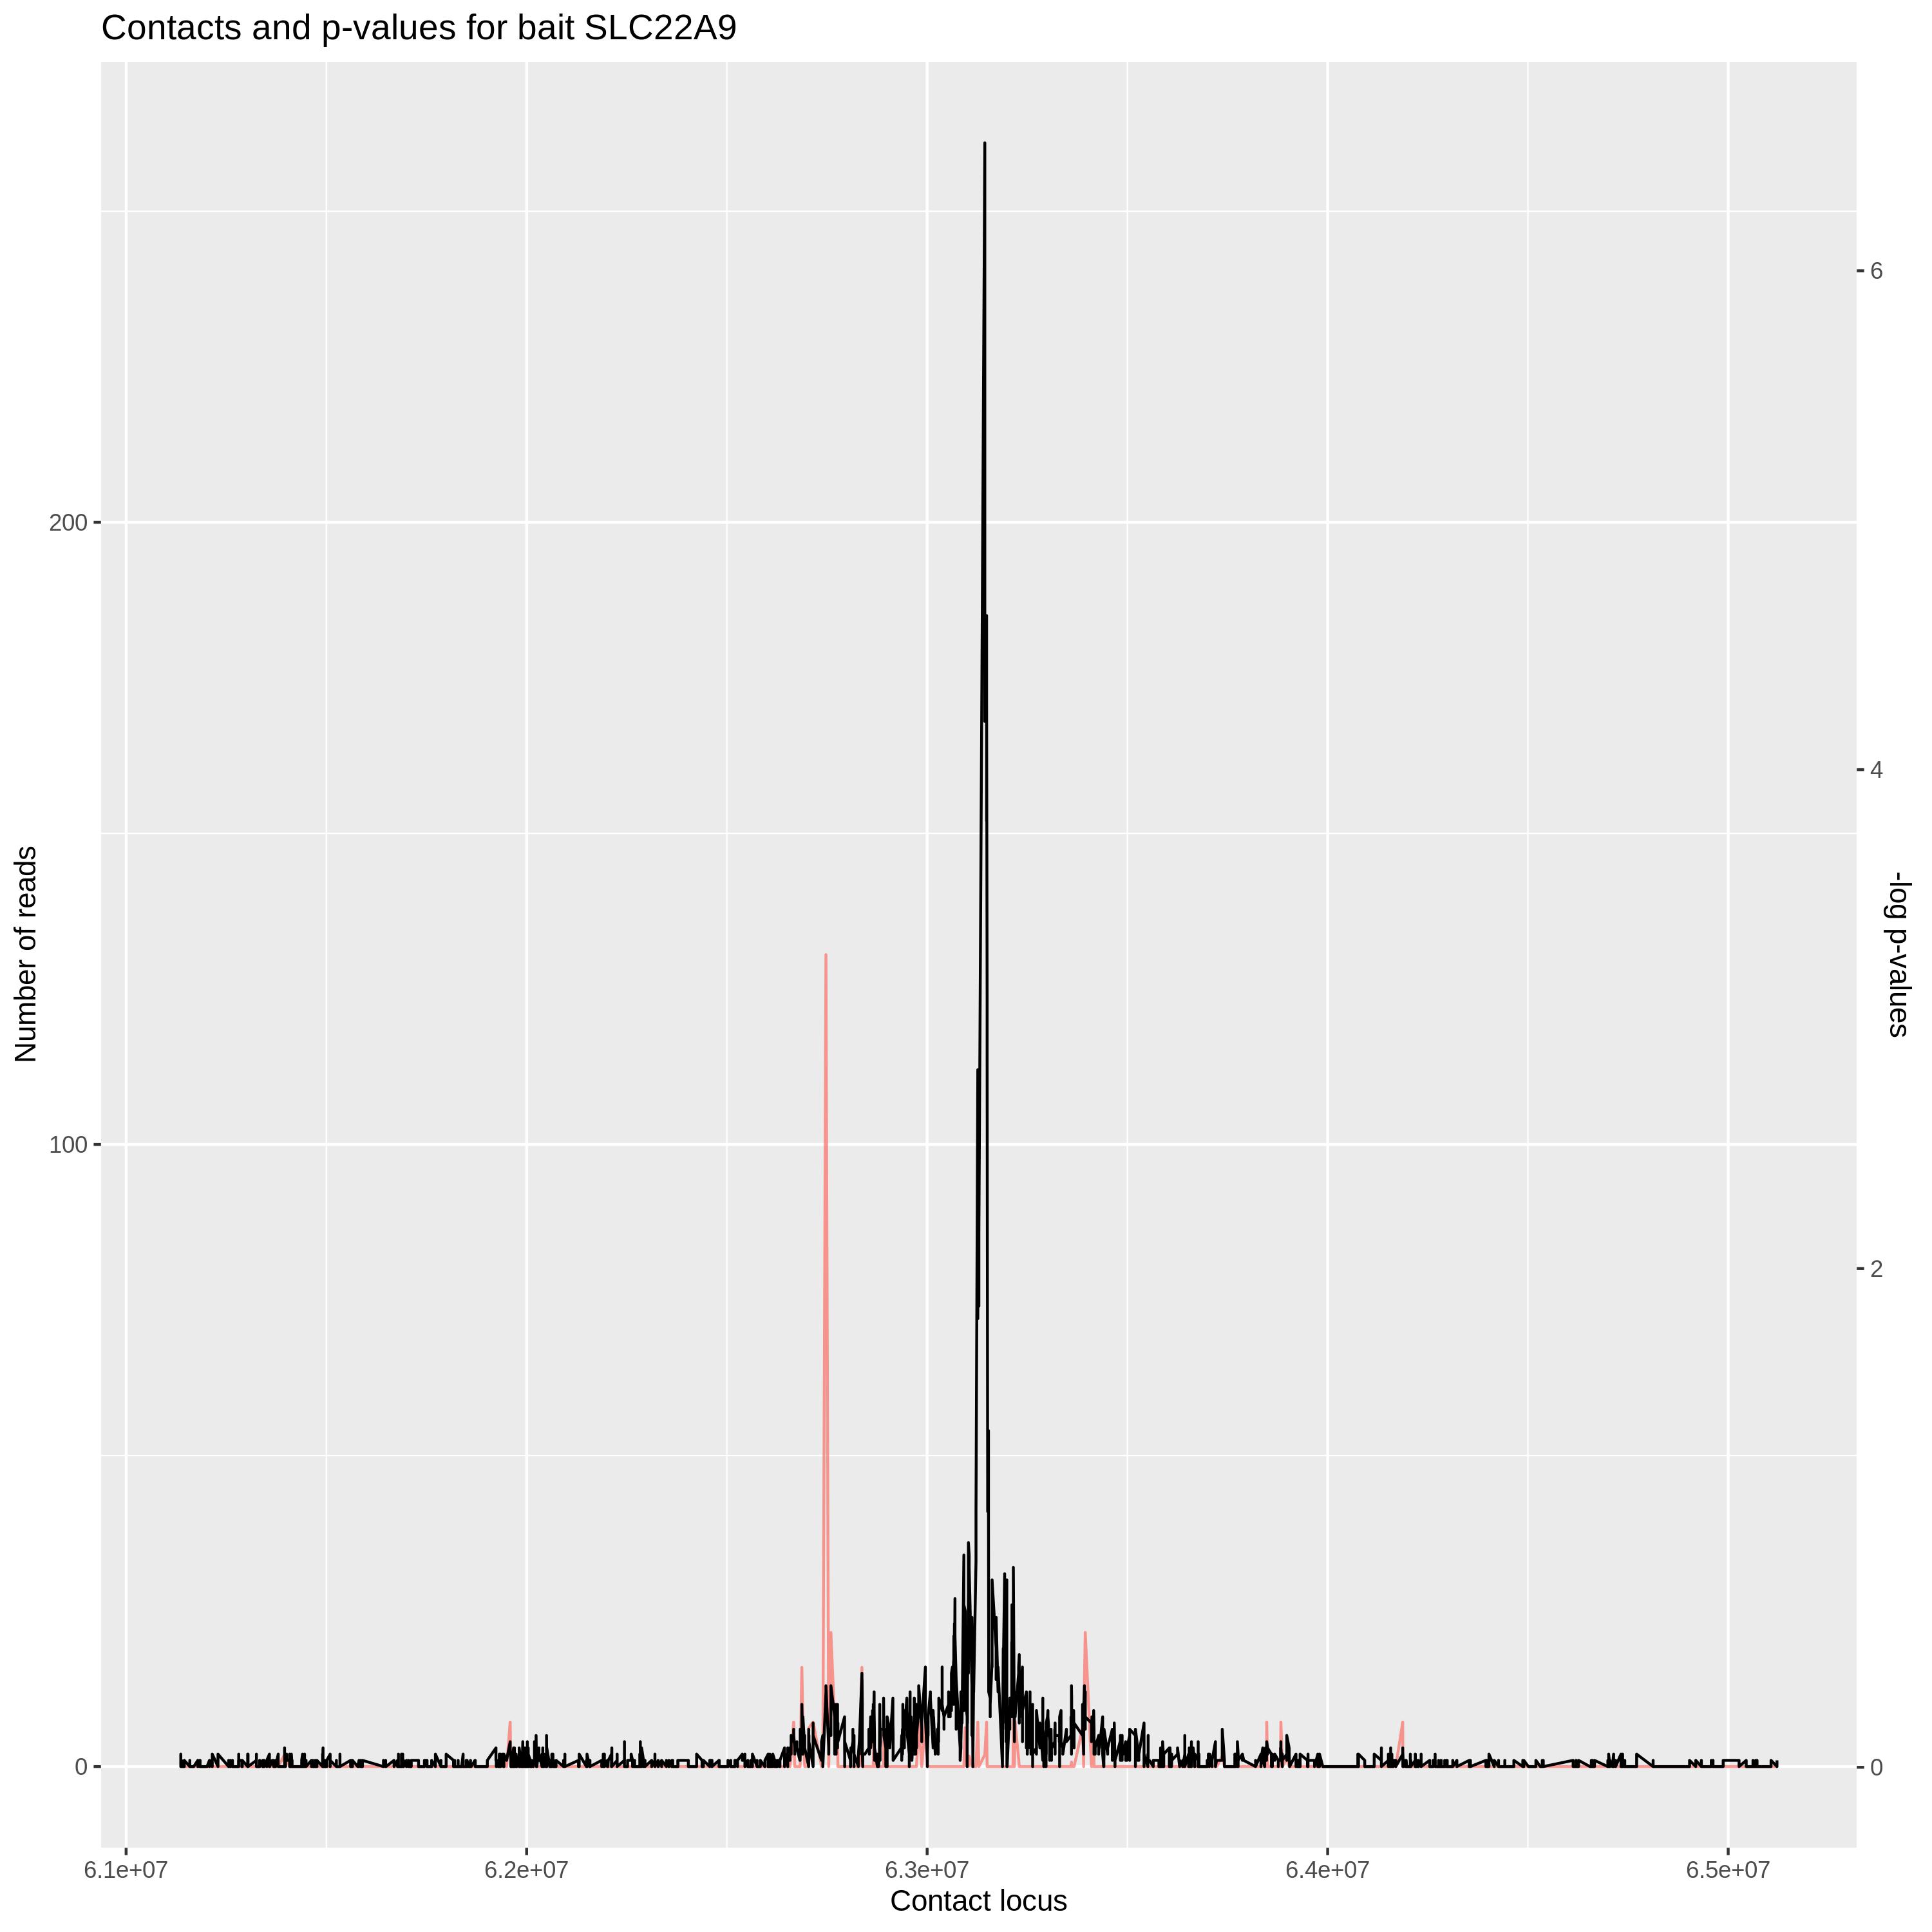 Contacts and p-values for bait SLC22A9
Number of reads
200
100
0
6
4
2
0
-log p-values
6.1e+07 6.2e+07 6.3e+07 6.4e+07 6.5e+07
Contact locus